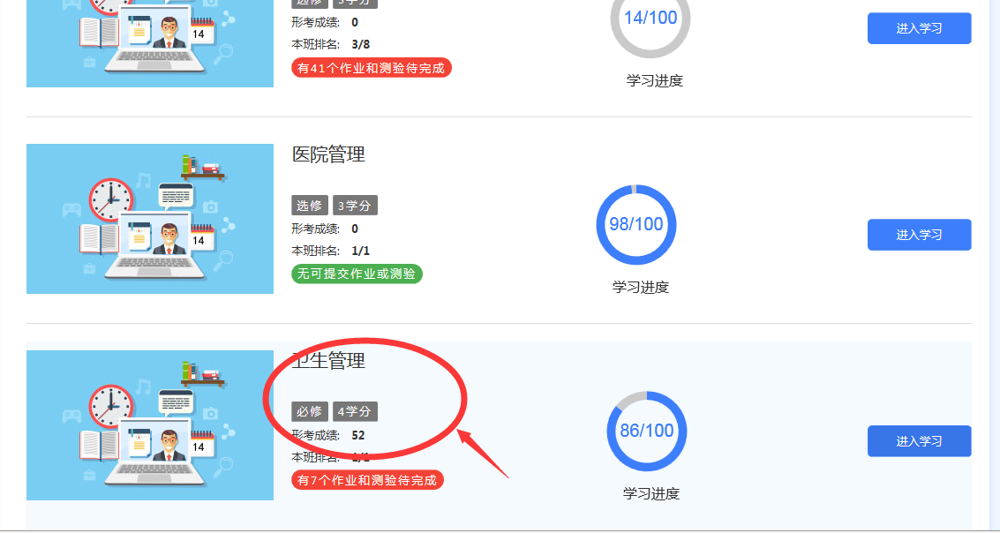 选修 3学分
形考成绩: 0
本班排名: 3/8
有41个作业和测验待完成
14/100
学习进度
进入学习
14
医院管理
选修 3学分
形考成绩: 0
本班排名: 1/1
无可提交作业或测验
98/100
学习进度
进入学习
14
卫生管理
必修 4学分
形考成绩: 52
本班排名: 1/1
有7个作业和测验待完成
86/100
学习进度
进入学习
14